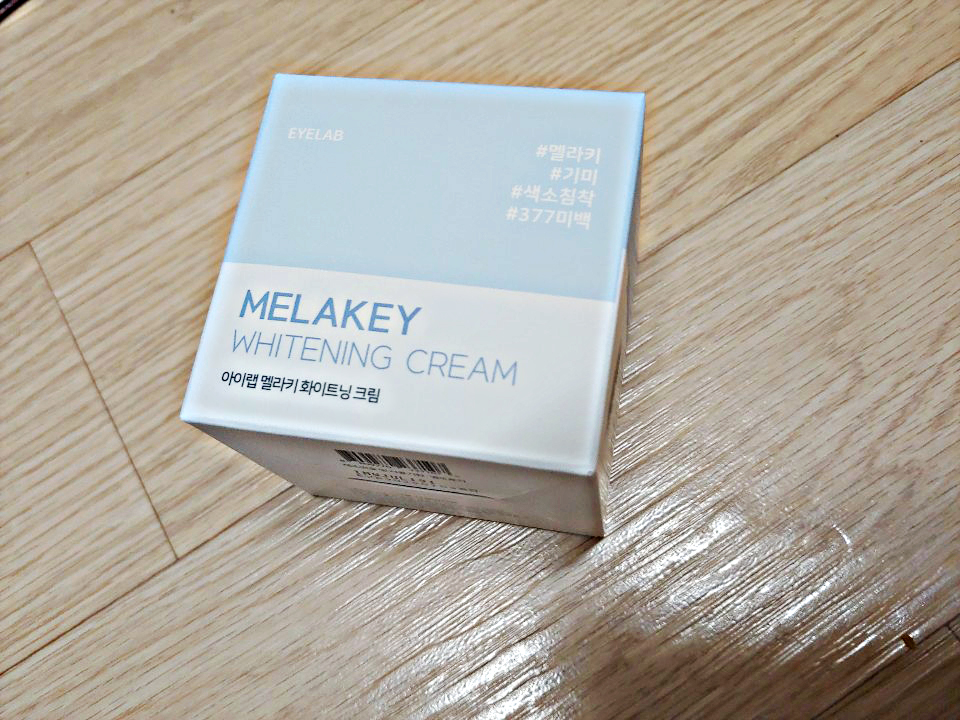 EYELAB
#멜라키
#기미
#색소침착
#377미백
MELAKEY
WHITENING CREAM
아이랩 멜라키 화이트닝 크림